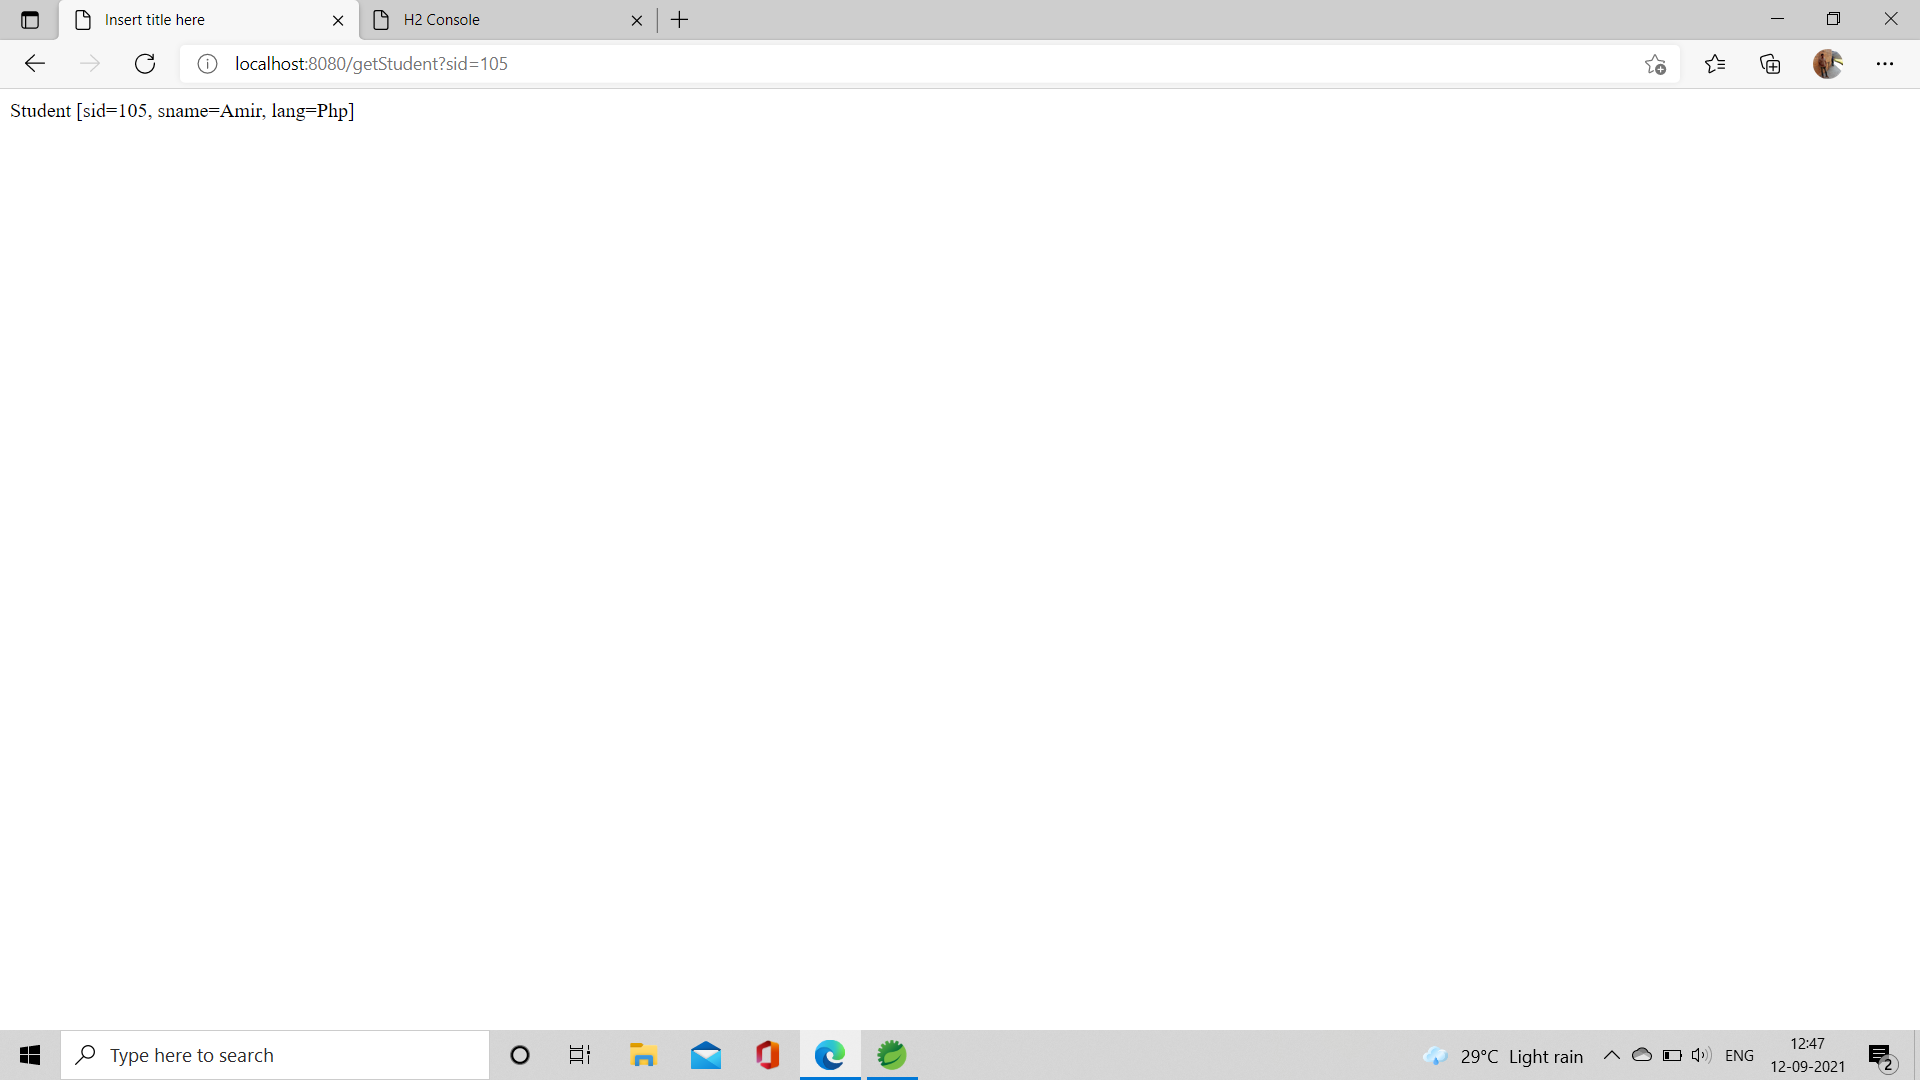 Insert title here
H2 Console
localhost:8080/getStudent?sid=105
Student [sid=105, sname=Amir, lang=Php]
Type here to search
29°C Light rain
ENG
12:47
12-09-2021
2